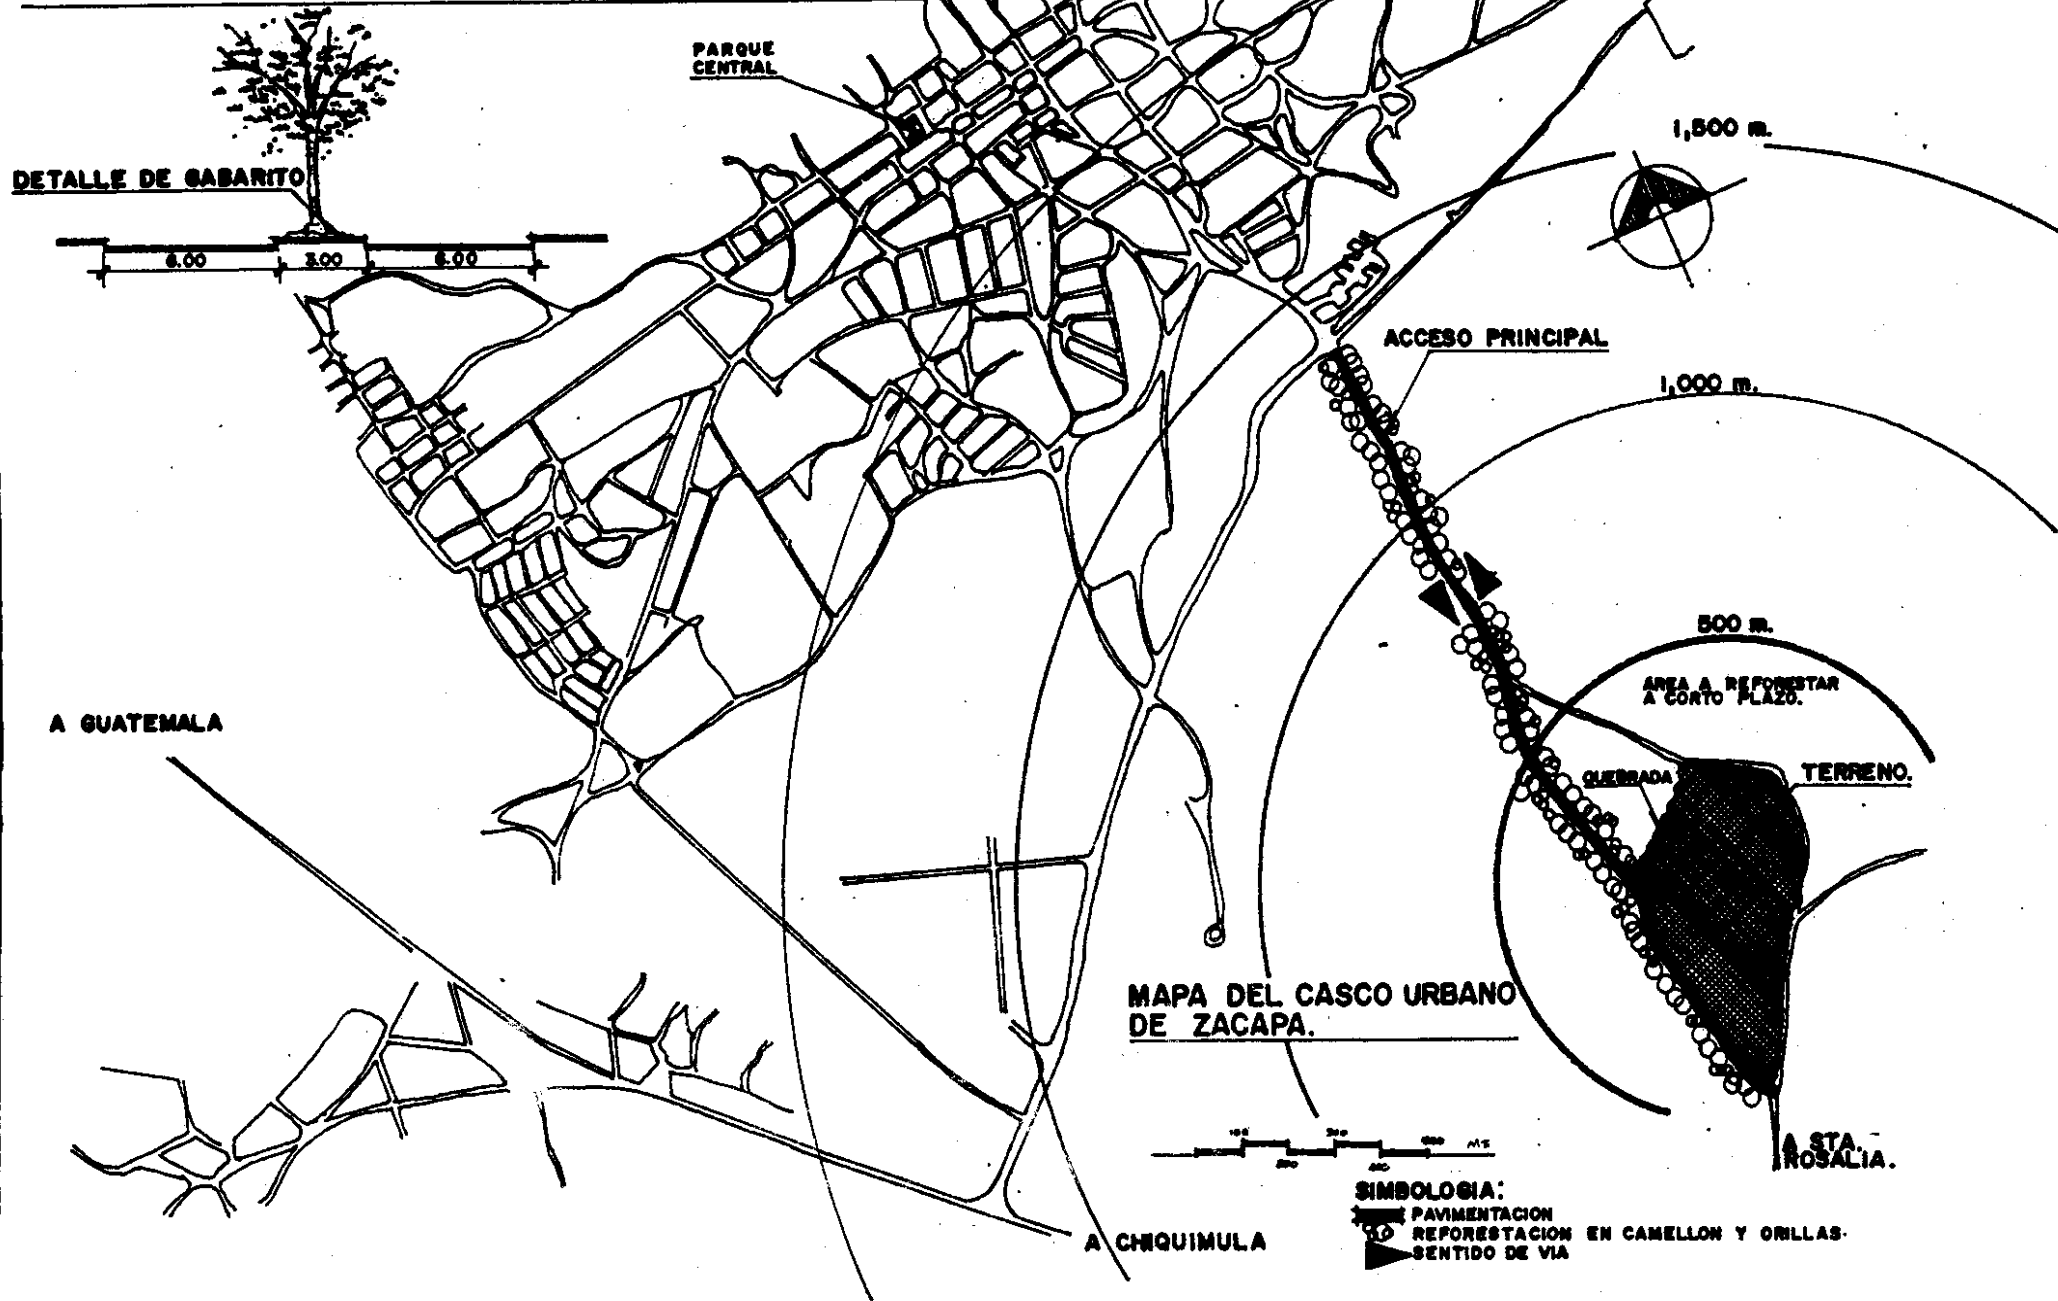 PARQUE
CENTRAL
1,500 m.
DETALLE DE GABARITO
6.00 3.00 6.00
ACCESO PRINCIPAL
1,000 m.
500 m.
AREA A REFORESTAR
A CORTO PLAZO.
A GUATEMALA
QUEBRADA
TERRENO.
MAPA DEL CASCO URBANO
DE ZACAPA.
A STA.
ROSALIA.
SIMBOLOGIA:
PAVIMENTACION
REFORESTACION EN CAMELLON Y ORILLAS.
SENTIDO DE VIA
A CHIQUIMULA